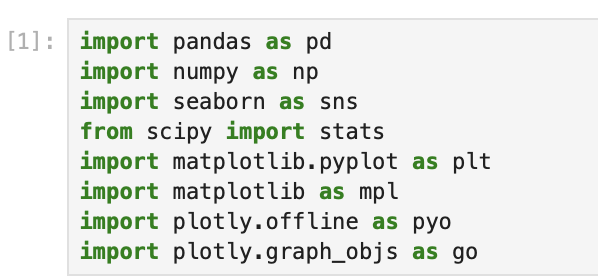 [1]: import pandas as pd
import numpy as np
import seaborn as sns
from scipy import stats
import matplotlib.pyplot as plt
import matplotlib as mpl
import plotly.offline as pyo
import plotly.graph_objs as go